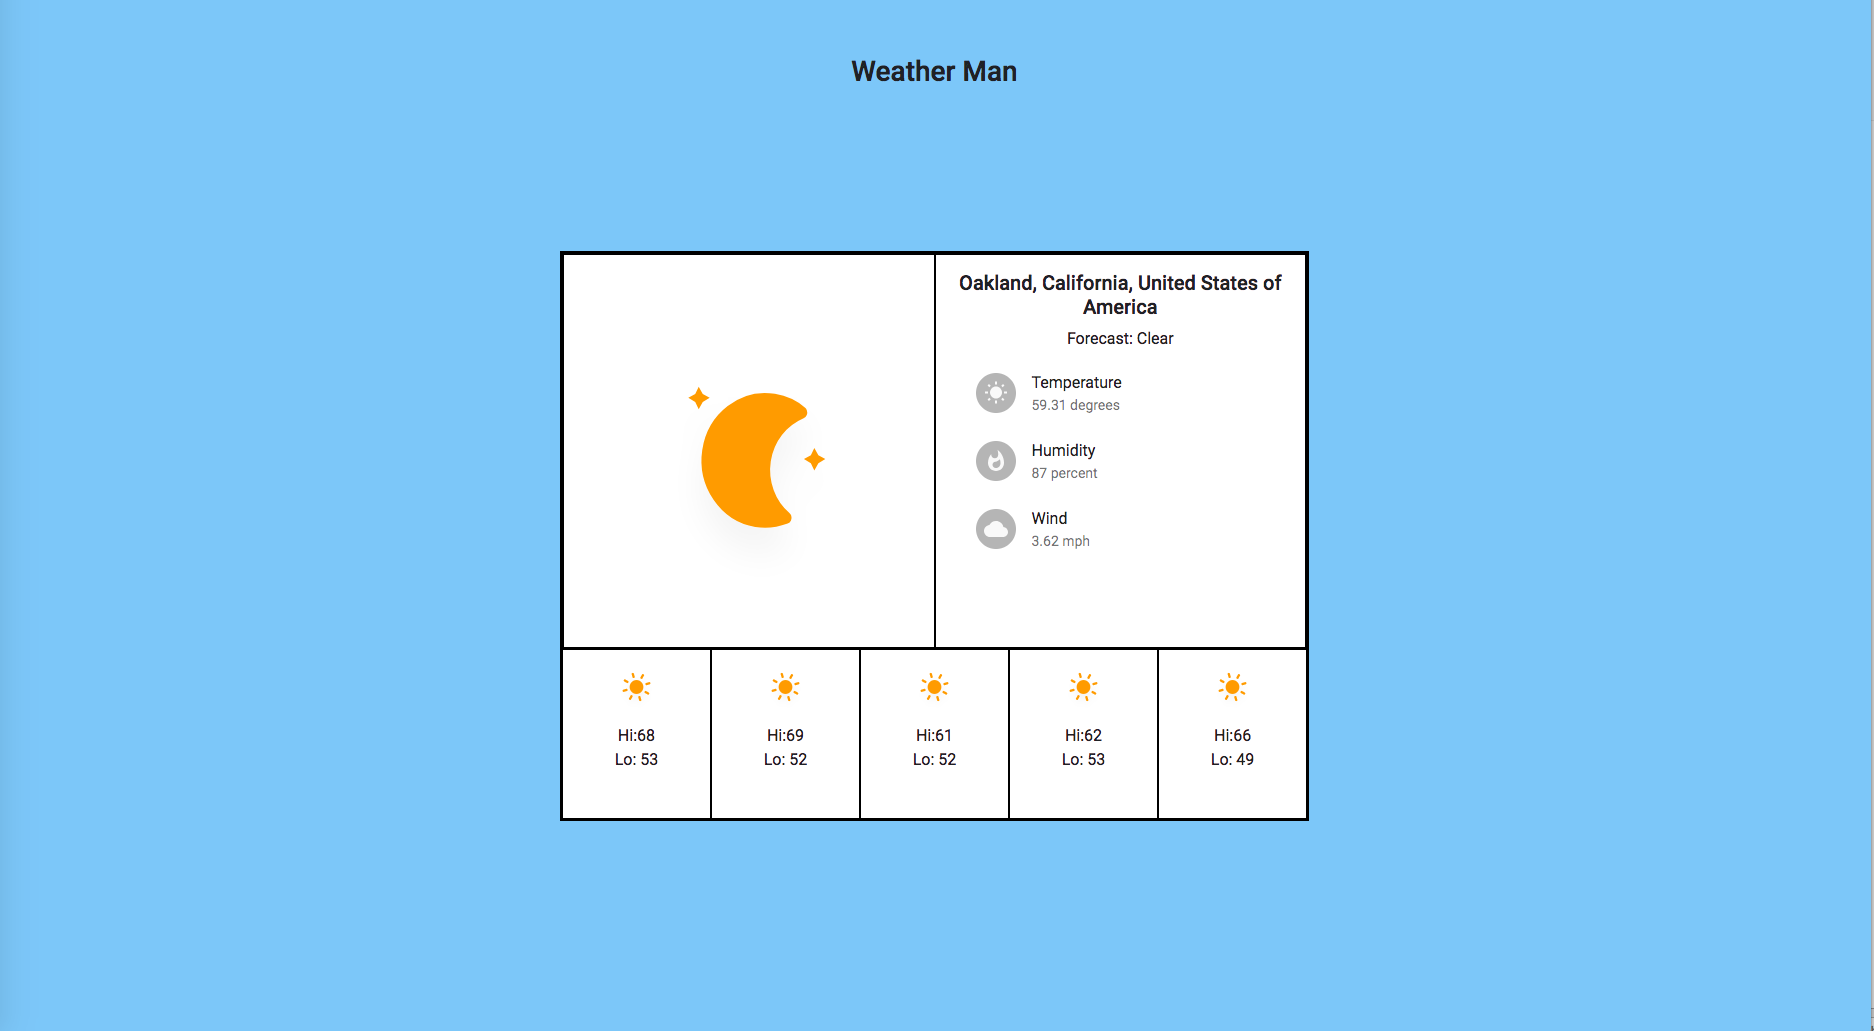 Weather Man
Oakland, California, United States of
America
Forecast: Clear
Temperature
59.31 degrees
Humidity
87 percent
Wind
3.62 mph
Hi:68
Lo: 53
Hi:69
Lo: 52
Hi:61
Lo: 52
Hi:62
Lo: 53
Hi:66
Lo: 49